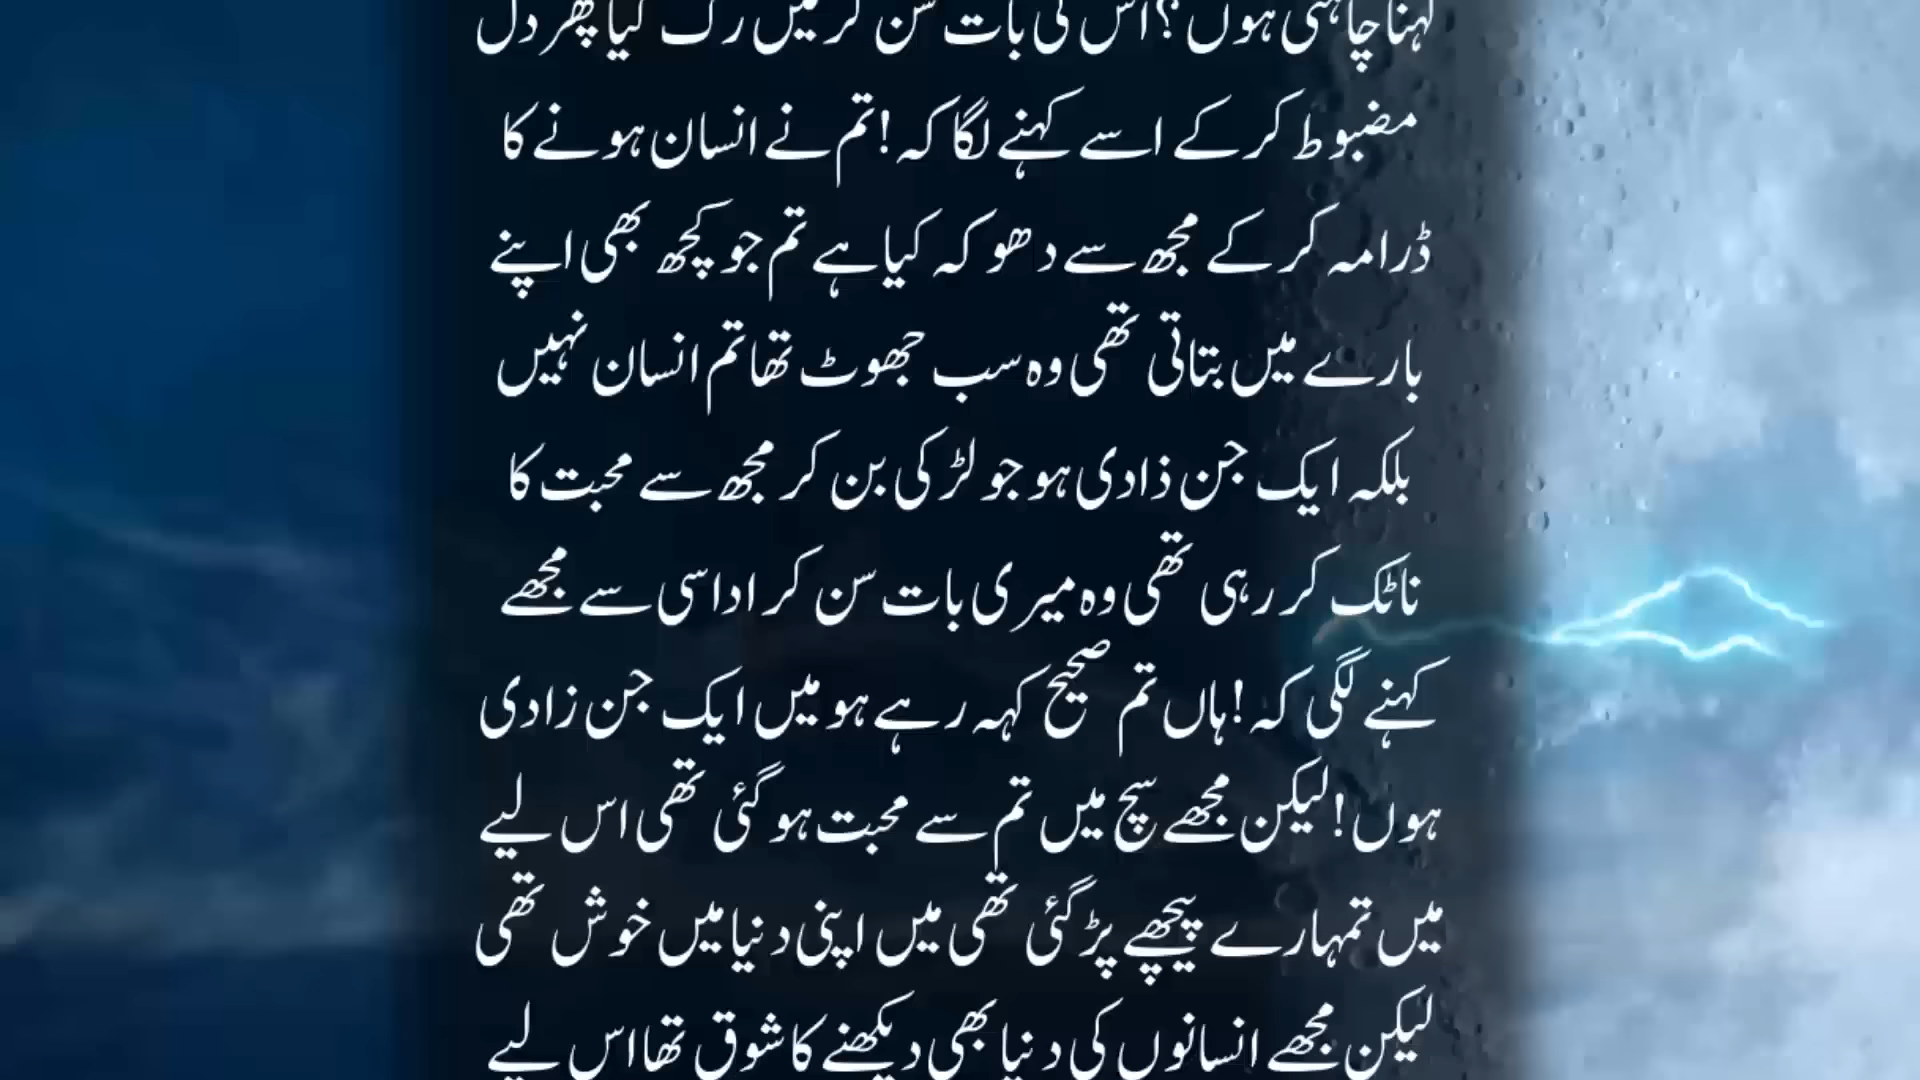 کہنا چاہتی ہوں؟ اس کی بات سن کر میں رک گیا پھر دل
مضبوط کر کے اسے کہنے لگا کہ! تم نے انسان ہونے کا
ڈرامہ کر کے مجھ سے دھوکہ کیا ہے تم جو کچھ بھی اپنے
بارے میں بتاتی تھی وہ سب جھوٹ تھا تم انسان نہیں
بلکہ ایک جن ذادی ہو جو لڑکی بن کر مجھ سے محبت کا
ناٹک کر رہی تھی وہ میری بات سن کر اداسی سے مجھے
کہنے لگی کہ! ہاں تم صحیح کہہ رہے ہو میں ایک جن زادی
ہوں! لیکن مجھے سچ میں تم سے محبت ہو گئی تھی اس لیے
میں تمہارے پیچھے پڑ گئی تھی میں اپنی دنیا میں خوش تھی
لیکن مجھے انسانوں کی دنیا بھی دیکھنے کا شوق تھا اس لیے